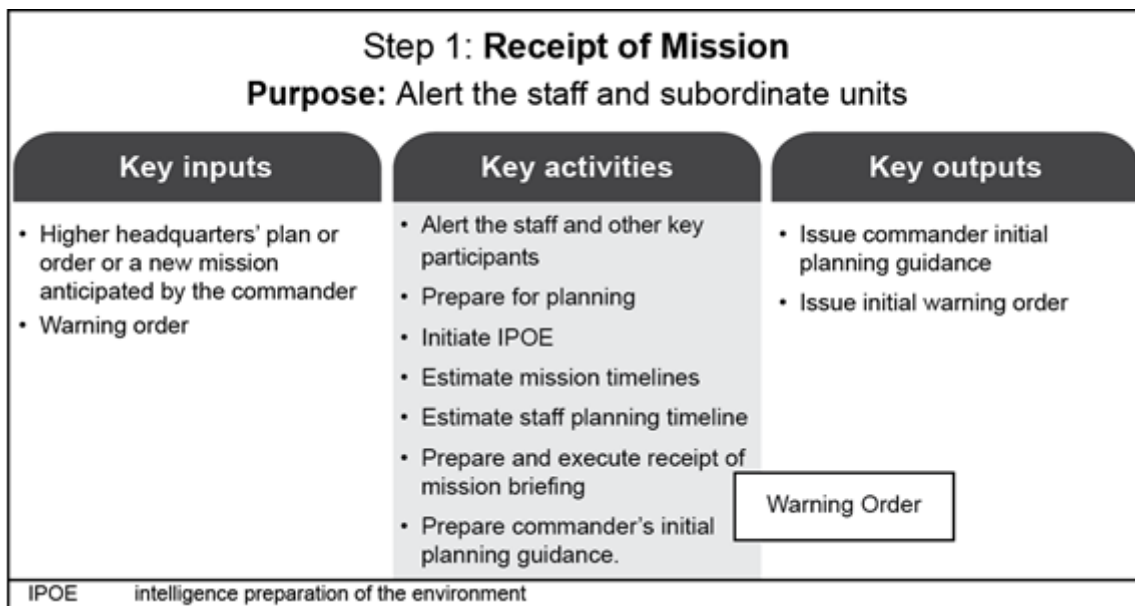 Step 1: Receipt of Mission
Purpose: Alert the staff and subordinate units
Key inputs
• Higher headquarters' plan or
order or a new mission
anticipated by the commander
• Warning order
Key activities
• Alert the staff and other key
participants
• Prepare for planning
• Initiate IPOE
• Estimate mission timelines
• Estimate staff planning timeline
• Prepare and execute receipt of
mission briefing
• Prepare commander's initial
planning guidance.
Key outputs
• Issue commander initial
planning guidance
• Issue initial warning order
Warning Order
IPOE intelligence preparation of the environment